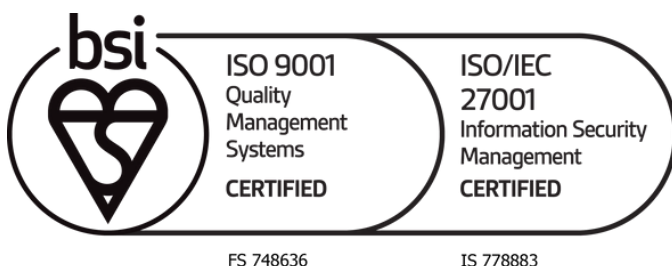 bsi
ISO 9001
Quality
Management
Systems
CERTIFIED
FS 748636
ISO/IEC
27001
Information Security
Management
CERTIFIED
IS 778883